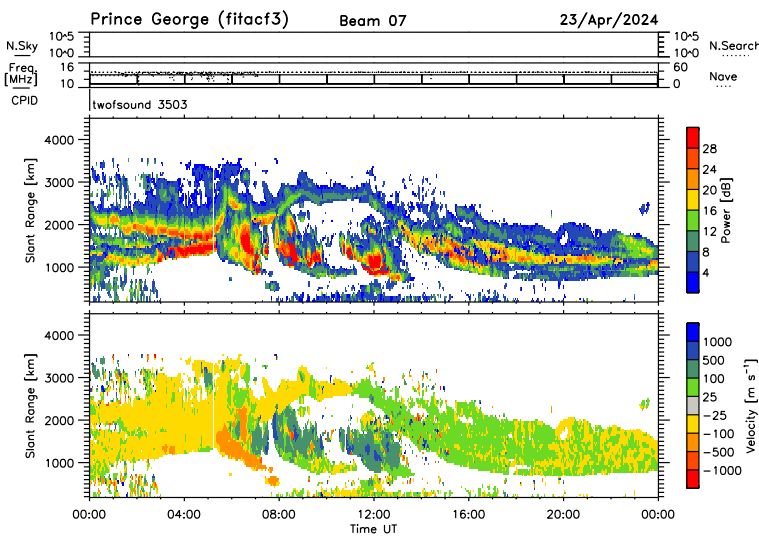 Prince George (fitacf3) Beam 07 23/Apr/2024
N.Sky 10^5 10^5 N.Search
10^0 10^0
Freq. 16 60
[MHz] 10 0 Nave
CPID twofsound 3503
Slant Range [km] 4000 3000 2000 1000
28 24 20 16 12 8 4 Power [dB]
Slant Range [km] 4000 3000 2000 1000
1000 500 100 25 −25 −100 −500 −1000 Velocity [m s⁻¹]
00:00 04:00 08:00 12:00 16:00 20:00 00:00
Time UT